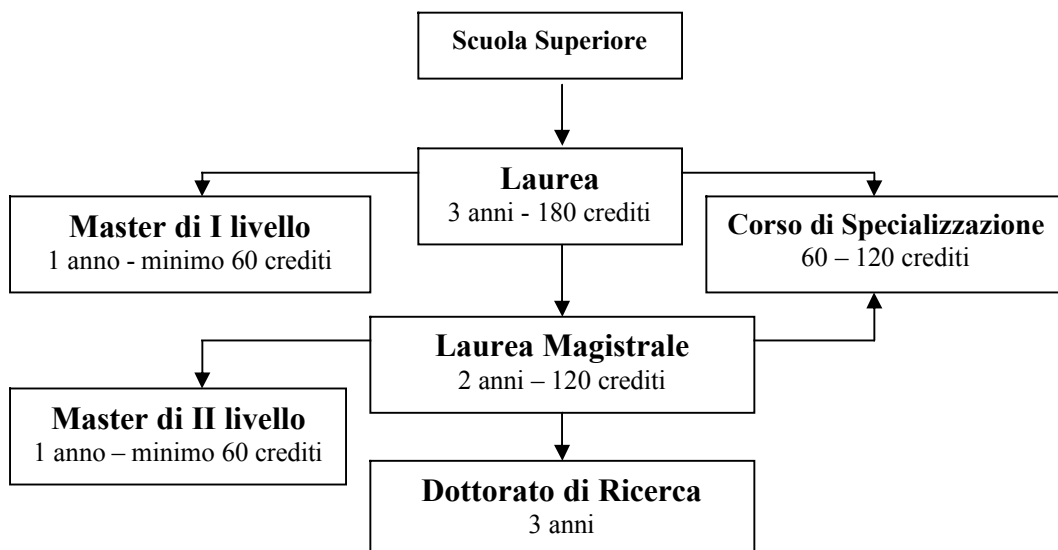 Scuola Superiore
Laurea
3 anni - 180 crediti
Master di I livello
1 anno - minimo 60 crediti
Corso di Specializzazione
60 – 120 crediti
Laurea Magistrale
2 anni – 120 crediti
Master di II livello
1 anno – minimo 60 crediti
Dottorato di Ricerca
3 anni